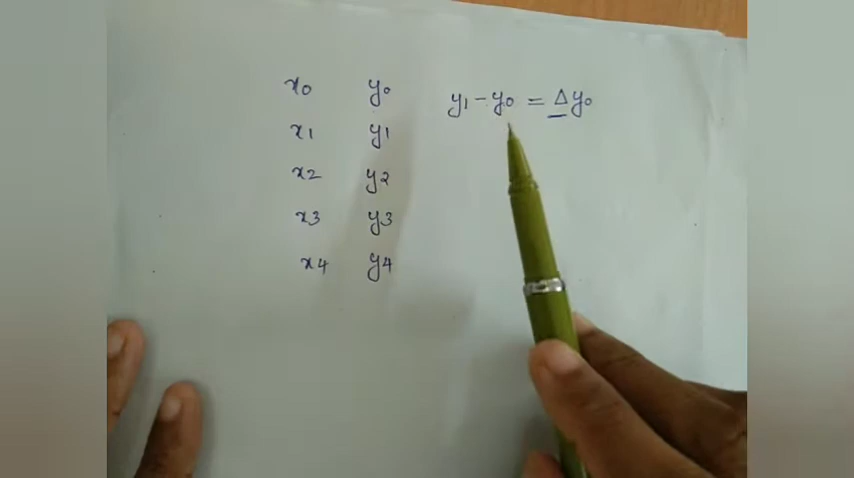 x0 y0 y1 - y0 = Δy0
x1 y1
x2 y2
x3 y3
x4 y4